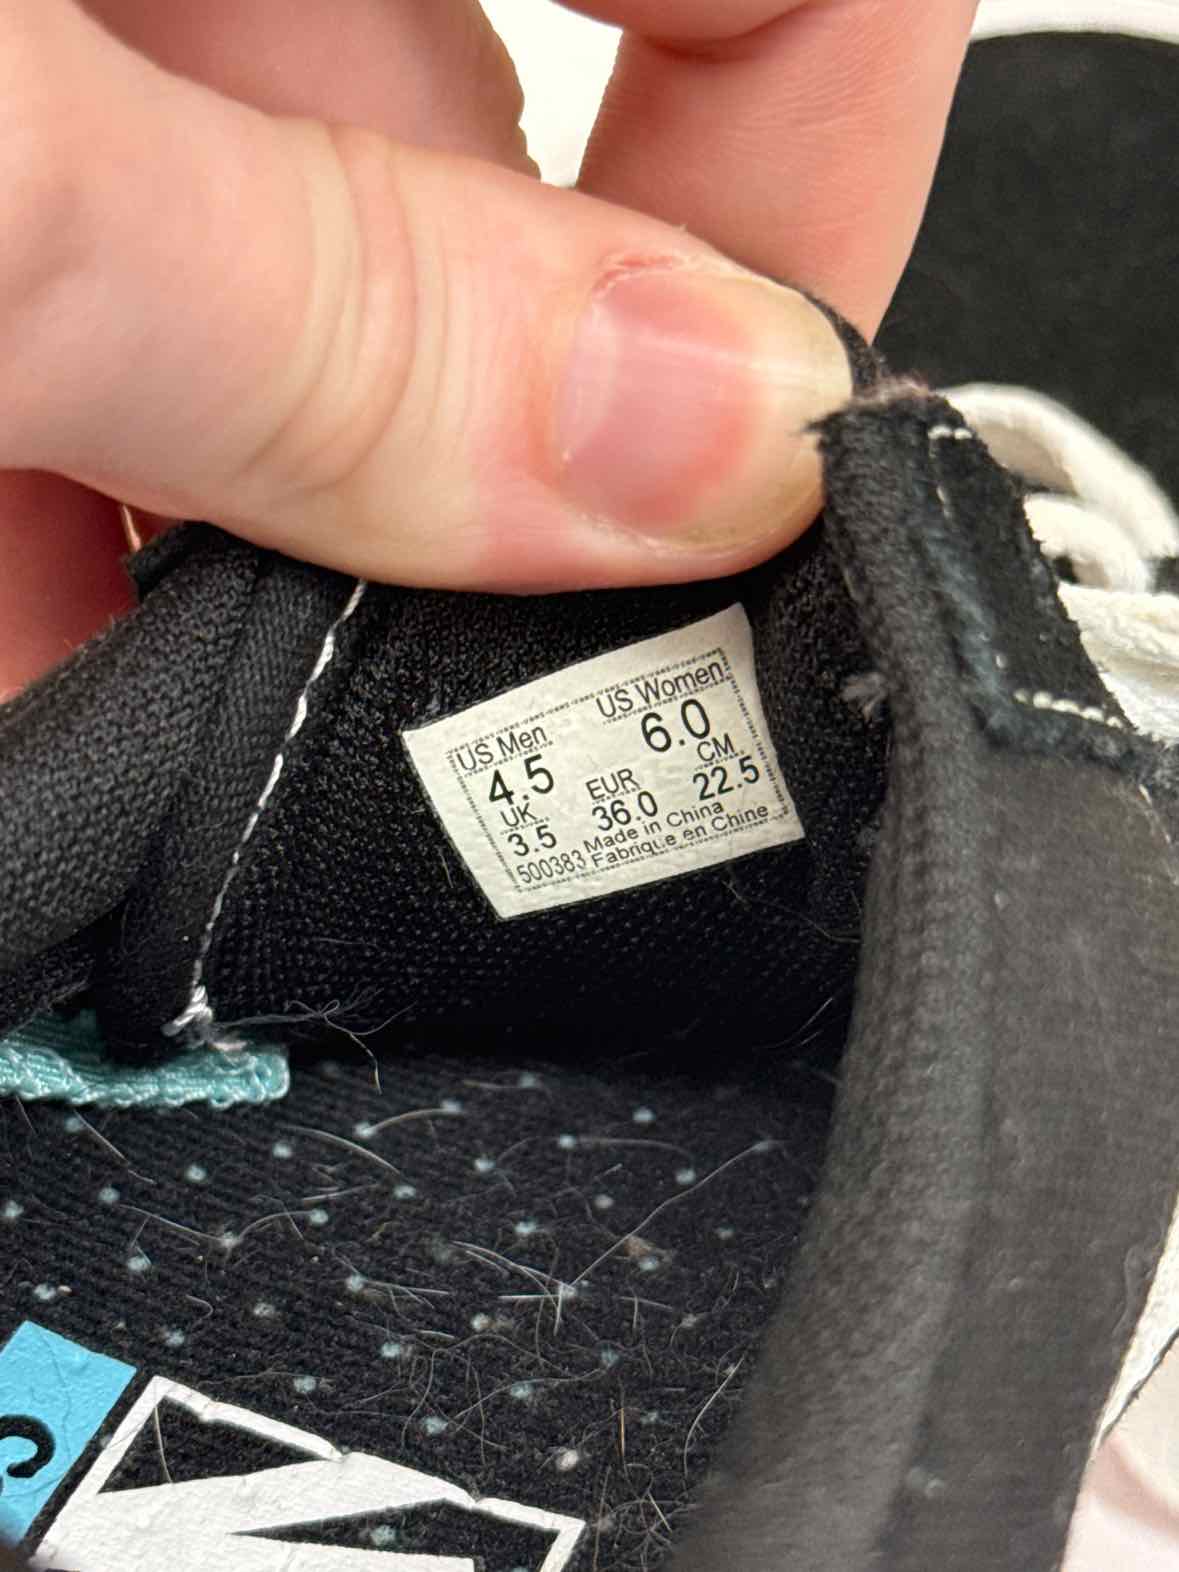 US Men
4.5
US Women
6.0
UK
3.5
EUR
36.0
CM
22.5
500383
Made in China
Fabriqué en Chine